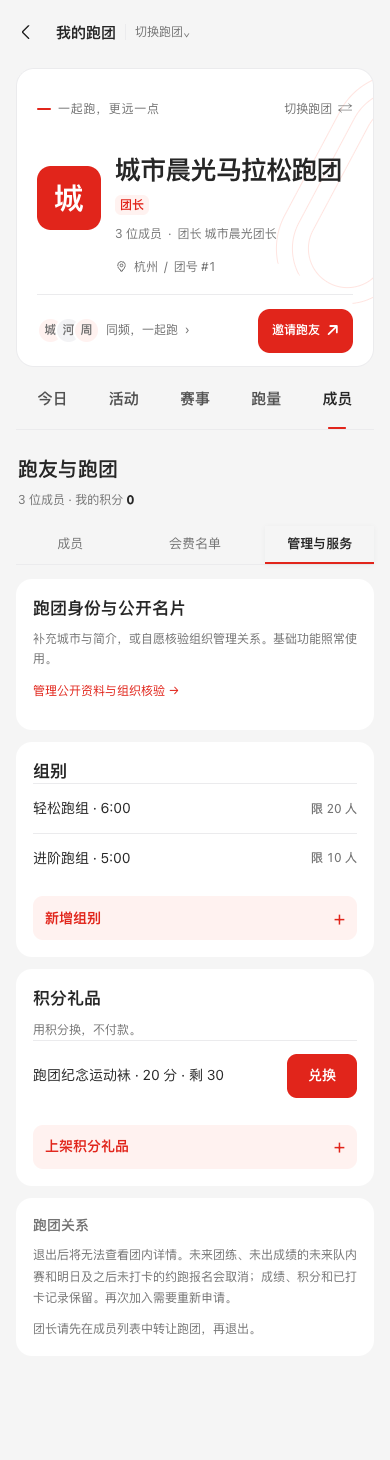 我的跑团 切换跑团
一起跑，更远一点 切换跑团
城 城市晨光马拉松跑团
团长
3 位成员 · 团长 城市晨光团长
杭州 / 团号 #1
城 河 周 同频，一起跑 › 邀请跑友
今日 活动 赛事 跑量 成员
跑友与跑团
3 位成员 · 我的积分 0
成员 会费名单 管理与服务
跑团身份与公开名片
补充城市与简介，或自愿核验组织管理关系。基础功能照常使
用。
管理公开资料与组织核验 →
组别
轻松跑组 · 6:00 限 20 人
进阶跑组 · 5:00 限 10 人
新增组别 +
积分礼品
用积分换，不付款。
跑团纪念运动袜 · 20 分 · 剩 30 兑换
上架积分礼品 +
跑团关系
退出后将无法查看团内详情。未来团练、未出成绩的未来队内
赛和明日及之后未打卡的约跑报名会取消；成绩、积分和已打
卡记录保留。再次加入需要重新申请。
团长请先在成员列表中转让跑团，再退出。